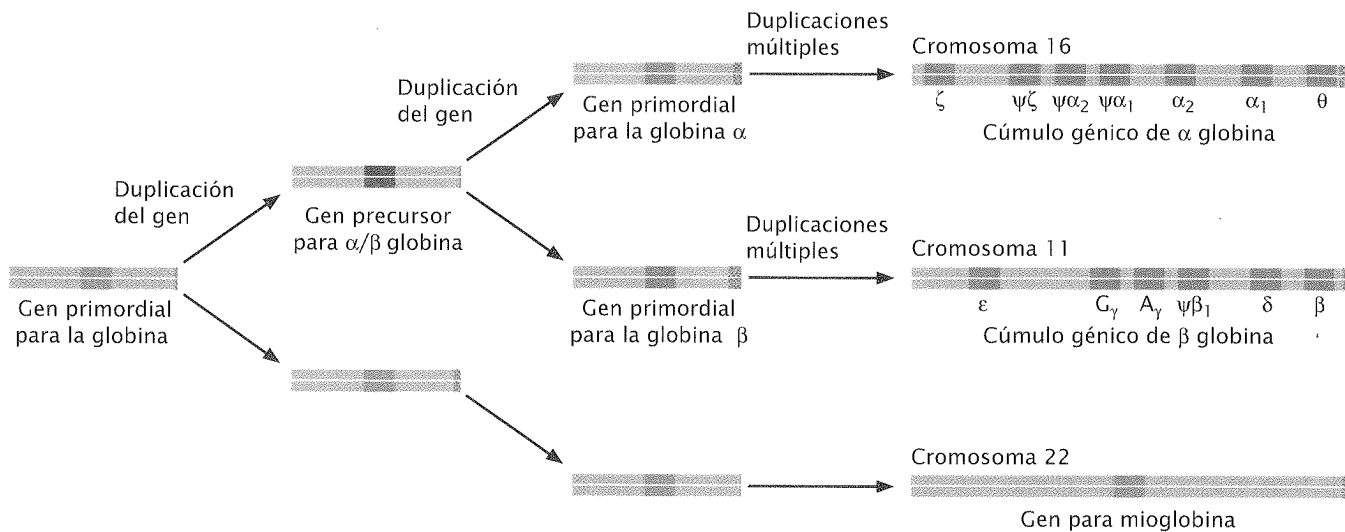 Duplicaciones
múltiples
Cromosoma 16
Duplicación
del gen
Gen primordial
para la globina α
ζ ψζ ψα₂ ψα₁ α₂ α₁ θ
Cúmulo génico de α globina
Duplicación
del gen
Gen precursor
para α/β globina
Duplicaciones
múltiples
Cromosoma 11
Gen primordial
para la globina
Gen primordial
para la globina β
ε Gᵧ Aᵧ ψβ₁ δ β
Cúmulo génico de β globina
Cromosoma 22
Gen para mioglobina